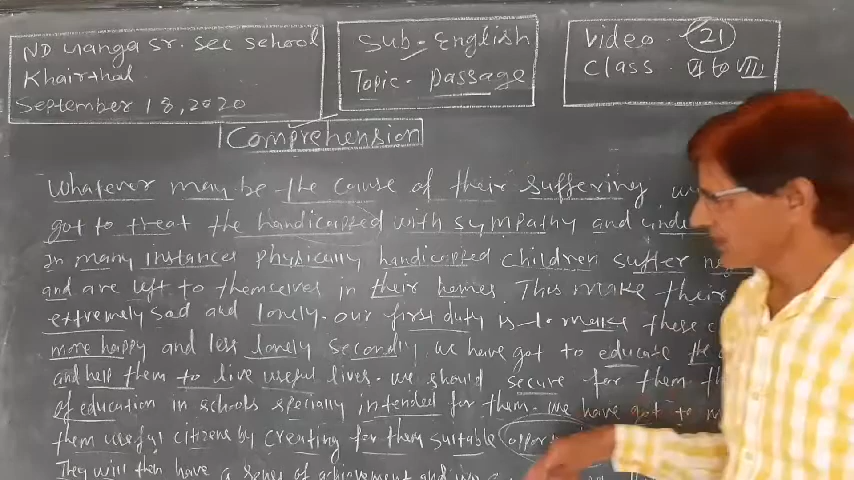 ND Yanga Sr. Sec School
Khairthal.
September 18, 2020
Sub - English
Topic - Passage
Video - 21
Class - VI to VIII
Comprehension
Whatever may be the cause of their suffering
got to treat the handicapped with sympathy and
In many instances physically handicapped children suffer
and are left to themselves in their homes. This make their
extremely sad and lonely. Our first duty is to make these
more happy and less lonely secondly, we have got to educate the
and help them to live useful lives. We should secure for them
of education in schools specially intended for them. We have got to
them useful citizens by creating for them suitable
They will then have a sense of achievement and